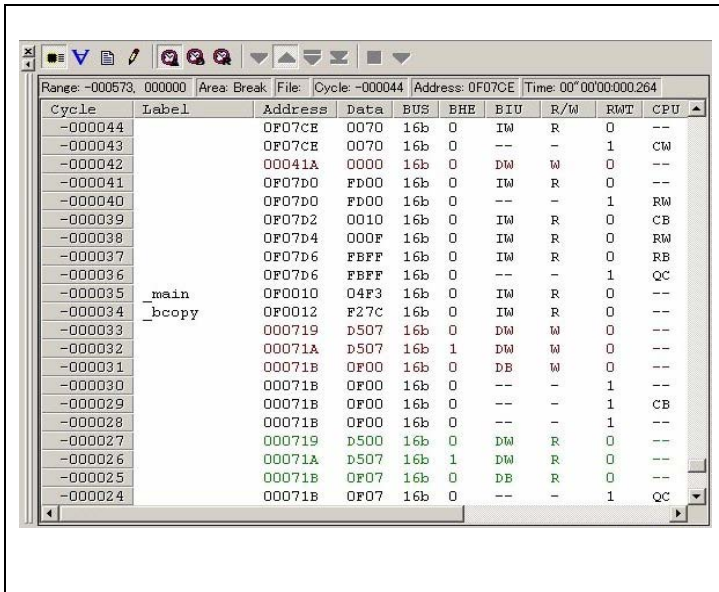 Range: -000573, 000000 Area: Break File: Cycle: -000044 Address: 0F07CE Time: 00"00'00:000.264
Cycle Label Address Data BUS BHE BIU R/W RWT CPU
-000044 0F07CE 0070 16b 0 IW R 0 --
-000043 0F07CE 0070 16b 0 -- - 1 CW
-000042 00041A 0000 16b 0 DW W 0 --
-000041 0F07D0 FD00 16b 0 IW R 0 --
-000040 0F07D0 FD00 16b 0 -- - 1 RW
-000039 0F07D2 0010 16b 0 IW R 0 CB
-000038 0F07D4 000F 16b 0 IW R 0 RW
-000037 0F07D6 FBFF 16b 0 IW R 0 RB
-000036 0F07D6 FBFF 16b 0 -- - 1 QC
-000035 _main 0F0010 04F3 16b 0 IW R 0 --
-000034 _bcopy 0F0012 F27C 16b 0 IW R 0 --
-000033 000719 D507 16b 0 DW W 0 --
-000032 00071A D507 16b 1 DW W 0 --
-000031 00071B 0F00 16b 0 DB W 0 --
-000030 00071B 0F00 16b 0 -- - 1 --
-000029 00071B 0F00 16b 0 -- - 1 CB
-000028 00071B 0F00 16b 0 -- - 1 --
-000027 000719 D500 16b 0 DW R 0 --
-000026 00071A D507 16b 1 DW R 0 --
-000025 00071B 0F07 16b 0 DB R 0 --
-000024 00071B 0F07 16b 0 -- - 1 QC